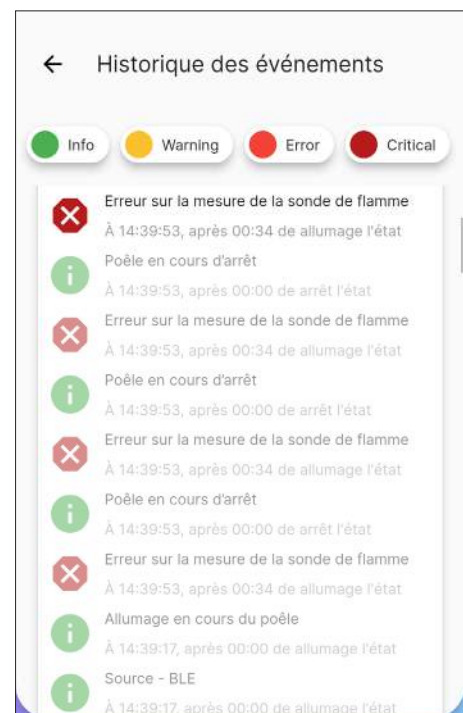 Historique des événements
Info
Warning
Error
Critical
Erreur sur la mesure de la sonde de flamme
À 14:39:53, après 00:34 de allumage l'état
Poêle en cours d'arrêt
À 14:39:53, après 00:00 de arrêt l'état
Erreur sur la mesure de la sonde de flamme
À 14:39:53, après 00:34 de allumage l'état
Poêle en cours d'arrêt
À 14:39:53, après 00:00 de arrêt l'état
Erreur sur la mesure de la sonde de flamme
À 14:39:53, après 00:34 de allumage l'état
Poêle en cours d'arrêt
À 14:39:53, après 00:00 de arrêt l'état
Erreur sur la mesure de la sonde de flamme
À 14:39:53, après 00:34 de allumage l'état
Allumage en cours du poêle
À 14:39:17, après 00:00 de allumage l'état
Source - BLE
À 14:39:17, après 00:00 de allumage l'état